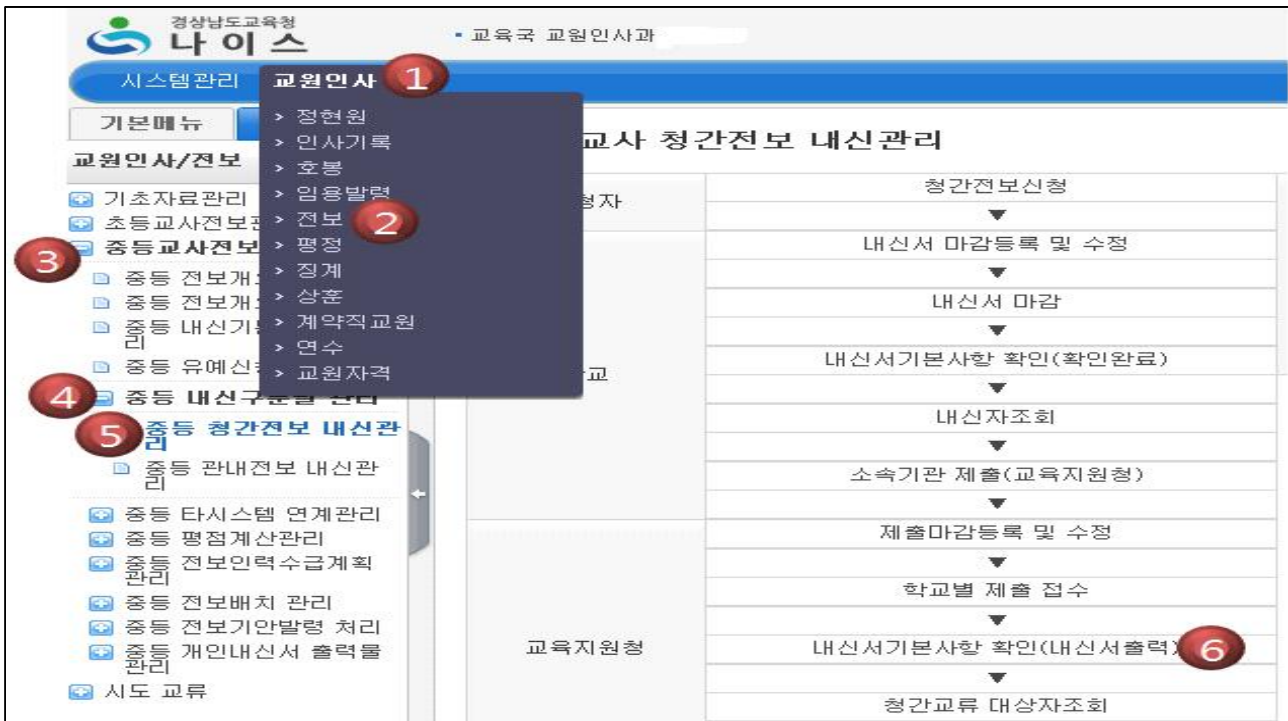 경상남도교육청
나이스
교육국 교원인사과
시스템관리
교원인사
1
기본메뉴
> 정현원
> 인사기록
> 호봉
> 임용발령
> 전보
2
> 평정
> 징계
> 상훈
> 계약직교원
> 연수
> 교원자격
교원인사/전보
기초자료관리
초등교사전보
3
중등교사전보
중등 전보개
중등 전보개
중등 내신기
리
중등 유예신
4
중등 내신구분별 관리
5
중등 청간전보 내신관
리
중등 관내전보 내신관
리
중등 타시스템 연계관리
중등 평점계산관리
중등 전보인력수급계획
관리
중등 전보배치 관리
중등 전보기안발령 처리
중등 개인내신서 출력물
관리
시도 교류
교사 청간전보 내신관리
청자
청간전보신청
▼
내신서 마감등록 및 수정
▼
내신서 마감
▼
교
내신서기본사항 확인(확인완료)
▼
내신자조회
▼
소속기관 제출(교육지원청)
▼
교육지원청
제출마감등록 및 수정
▼
학교별 제출 접수
▼
내신서기본사항 확인(내신서출력)
6
▼
청간교류 대상자조회